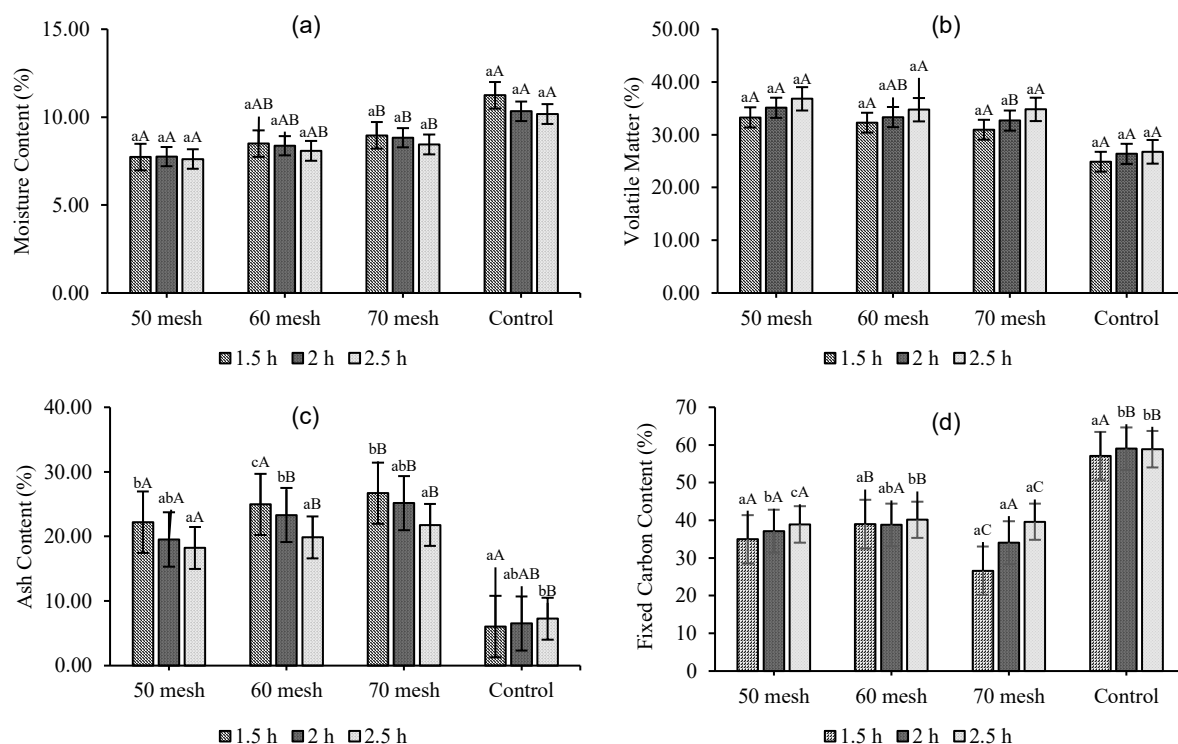 (a)
Moisture Content (%)
15.00
10.00
5.00
0.00
aA aA aA
aAB aAB aAB
aB aB aB
aA aA aA
50 mesh 60 mesh 70 mesh Control
1.5 h 2 h 2.5 h
(b)
Volatile Matter (%)
50.00
40.00
30.00
20.00
10.00
0.00
aA aA aA
aA aAB aA
aA aB aA
aA aA aA
50 mesh 60 mesh 70 mesh Control
1.5 h 2 h 2.5 h
(c)
Ash Content (%)
40.00
30.00
20.00
10.00
0.00
bA abA aA
cA bB aB
bB abB aB
aA abAB bB
50 mesh 60 mesh 70 mesh Control
1.5 h 2 h 2.5 h
(d)
Fixed Carbon Content (%)
70
60
50
40
30
20
10
0
aA bA cA
aB abA bB
aC aA aC
aA bB bB
50 mesh 60 mesh 70 mesh Control
1.5 h 2 h 2.5 h